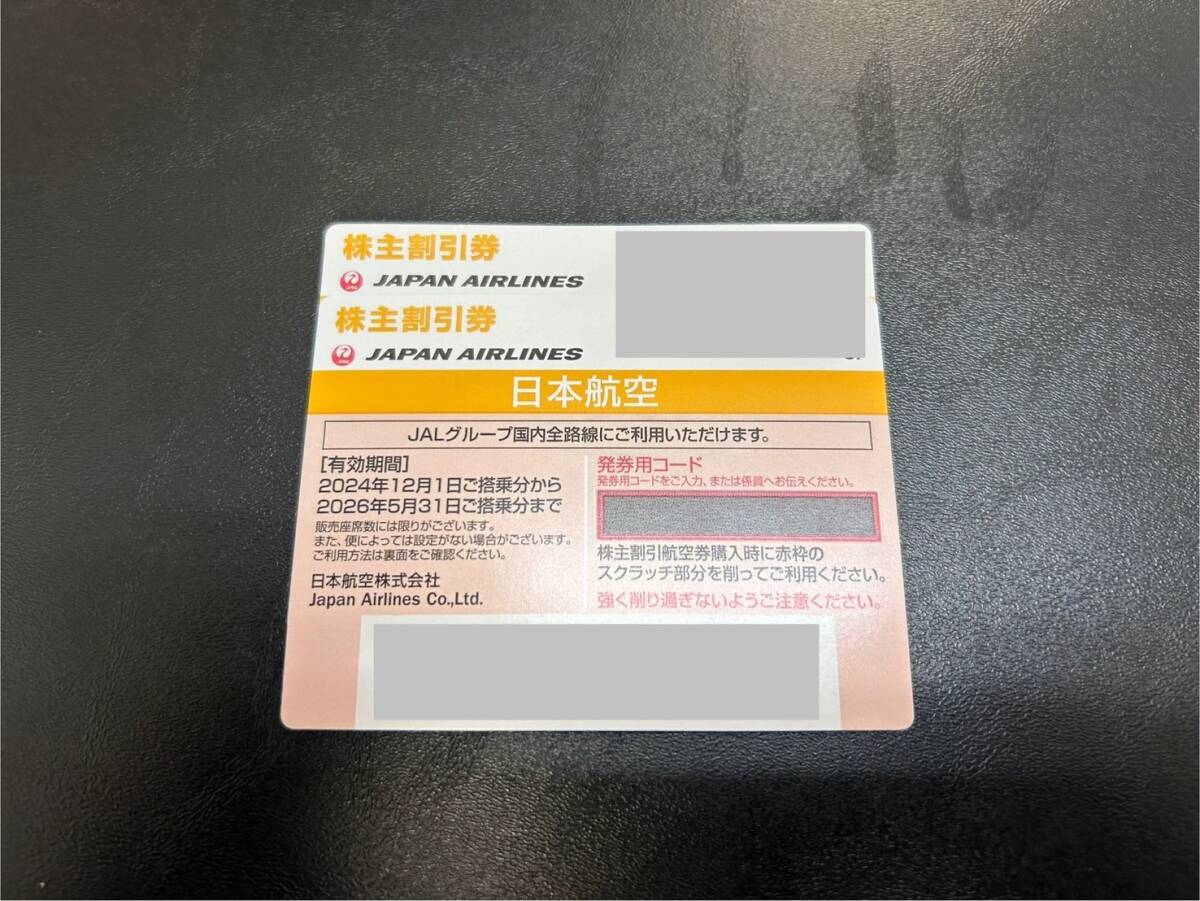 株主割引券
JAL JAPAN AIRLINES
株主割引券
JAL JAPAN AIRLINES
日本航空
JALグループ国内全路線にご利用いただけます。
[有効期間]
2024年12月1日ご搭乗分から
2026年5月31日ご搭乗分まで
販売座席数には限りがございます。
また、便によっては設定がない場合がございます。
ご利用方法は裏面をご確認ください。
日本航空株式会社
Japan Airlines Co.,Ltd.
発券用コード
発券用コードをご入力、または係員へお伝えください。
株主割引航空券購入時に赤枠の
スクラッチ部分を削ってご利用ください。
強く削り過ぎないようご注意ください。